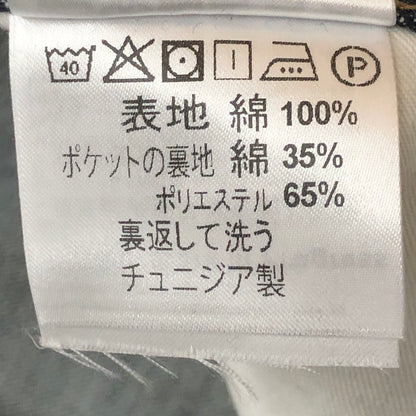 40 P
表地 綿 100%
ポケットの裏地 綿 35%
ポリエステル 65%
裏返して洗う
チュニジア製